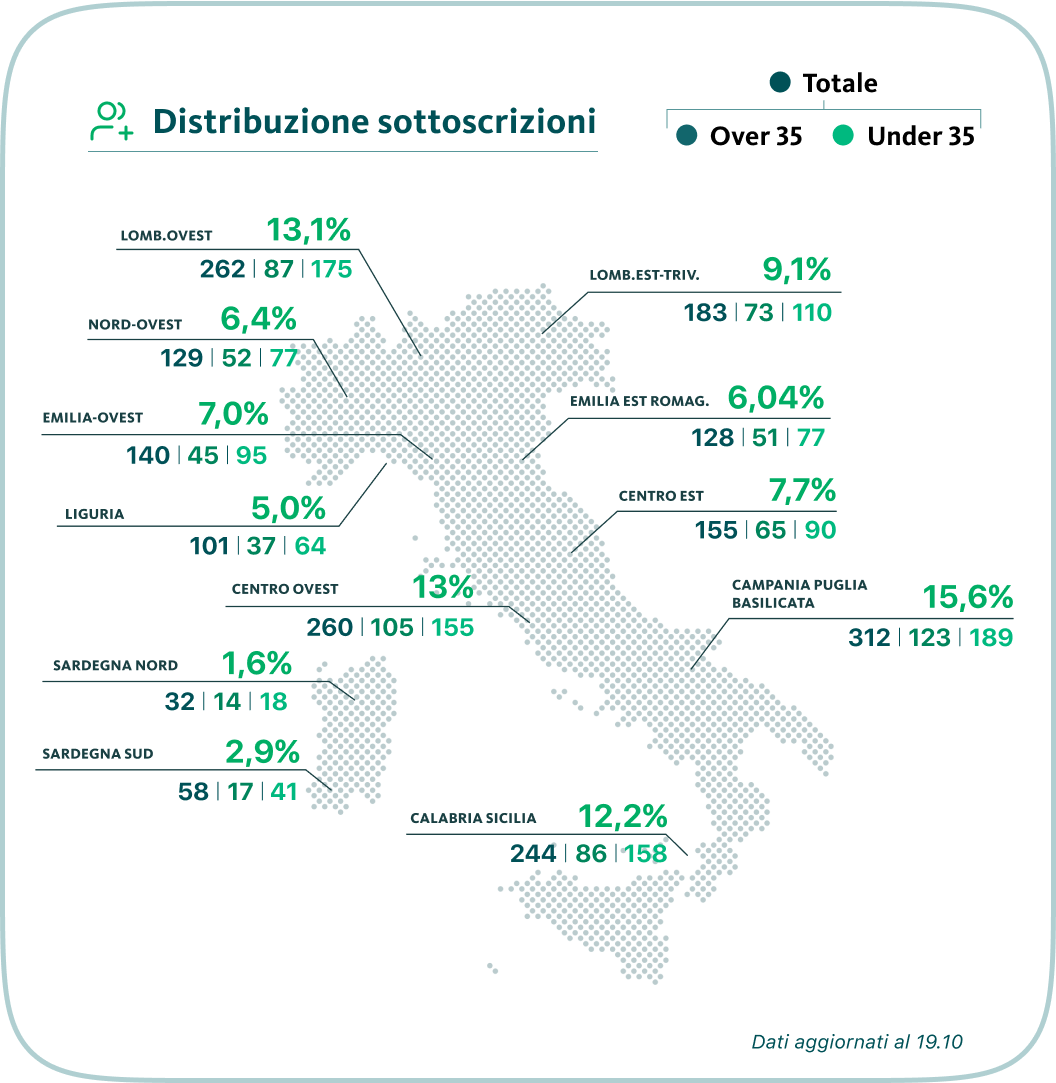 Distribuzione sottoscrizioni
Totale
Over 35 Under 35
LOMB.OVEST 13,1%
262 | 87 | 175
LOMB.EST-TRIV. 9,1%
183 | 73 | 110
NORD-OVEST 6,4%
129 | 52 | 77
EMILIA EST ROMAG. 6,04%
128 | 51 | 77
EMILIA-OVEST 7,0%
140 | 45 | 95
CENTRO EST 7,7%
155 | 65 | 90
LIGURIA 5,0%
101 | 37 | 64
CENTRO OVEST 13%
260 | 105 | 155
CAMPANIA PUGLIA
BASILICATA 15,6%
312 | 123 | 189
SARDEGNA NORD 1,6%
32 | 14 | 18
SARDEGNA SUD 2,9%
58 | 17 | 41
CALABRIA SICILIA 12,2%
244 | 86 | 158
Dati aggiornati al 19.10